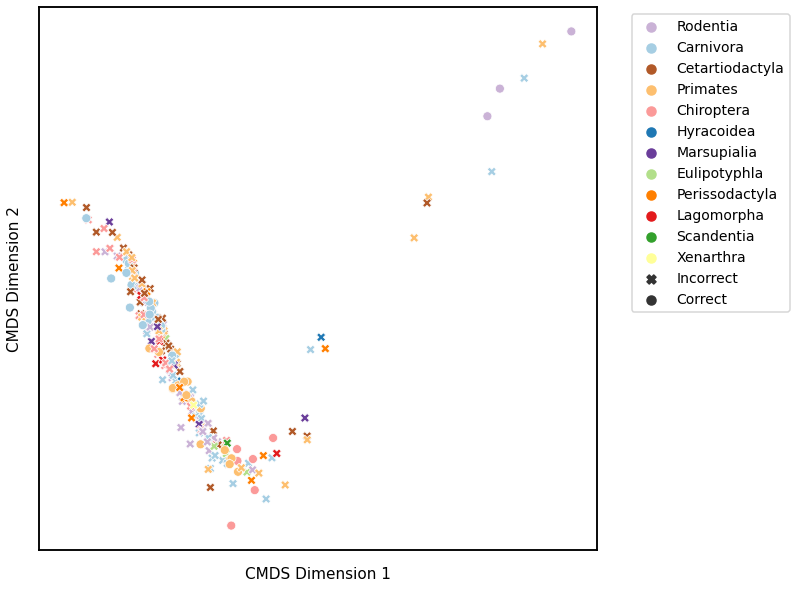 Rodentia
Carnivora
Cetartiodactyla
Primates
Chiroptera
Hyracoidea
Marsupialia
Eulipotyphla
Perissodactyla
Lagomorpha
Scandentia
Xenarthra
Incorrect
Correct
CMDS Dimension 2
CMDS Dimension 1